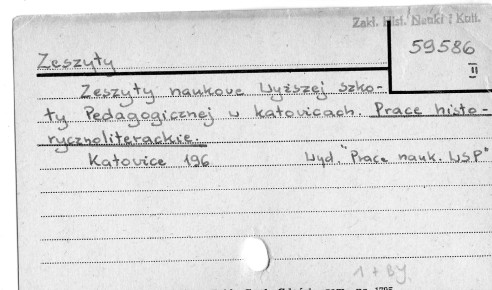 Zakł. Hist. Nauki i Kult.
59586
II
Zeszyty
Zeszyty naukowe Wyższej szko-
ty Pedagogicznej w Katowicach. Prace histo-
rycznoliterackie.
Katowice 196 Wyd. "Prace nauk. WSP"
1 + By.